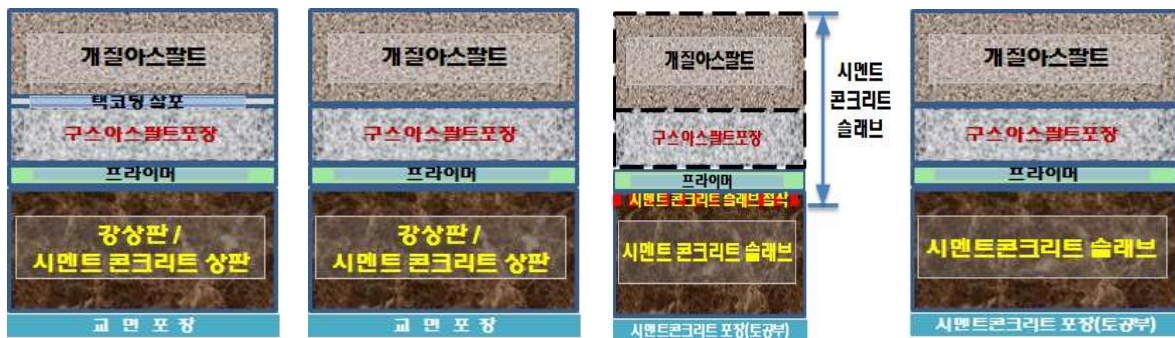 개질아스팔트
택코팅 살포
구스아스팔트포장
프라이머
강상판 /
시멘트 콘크리트 상판
교 면 포 장
개질아스팔트
구스아스팔트포장
프라이머
강상판 /
시멘트 콘크리트 상판
교 면 포 장
개질아스팔트
구스아스팔트포장
프라이머
시멘트 콘크리트 슬래브 절삭
시멘트 콘크리트 슬래브
시멘트콘크리트 포장(토공부)
시멘트
콘크리트
슬래브
개질아스팔트
구스아스팔트포장
프라이머
시멘트콘크리트 슬래브
시멘트콘크리트 포장(토공부)